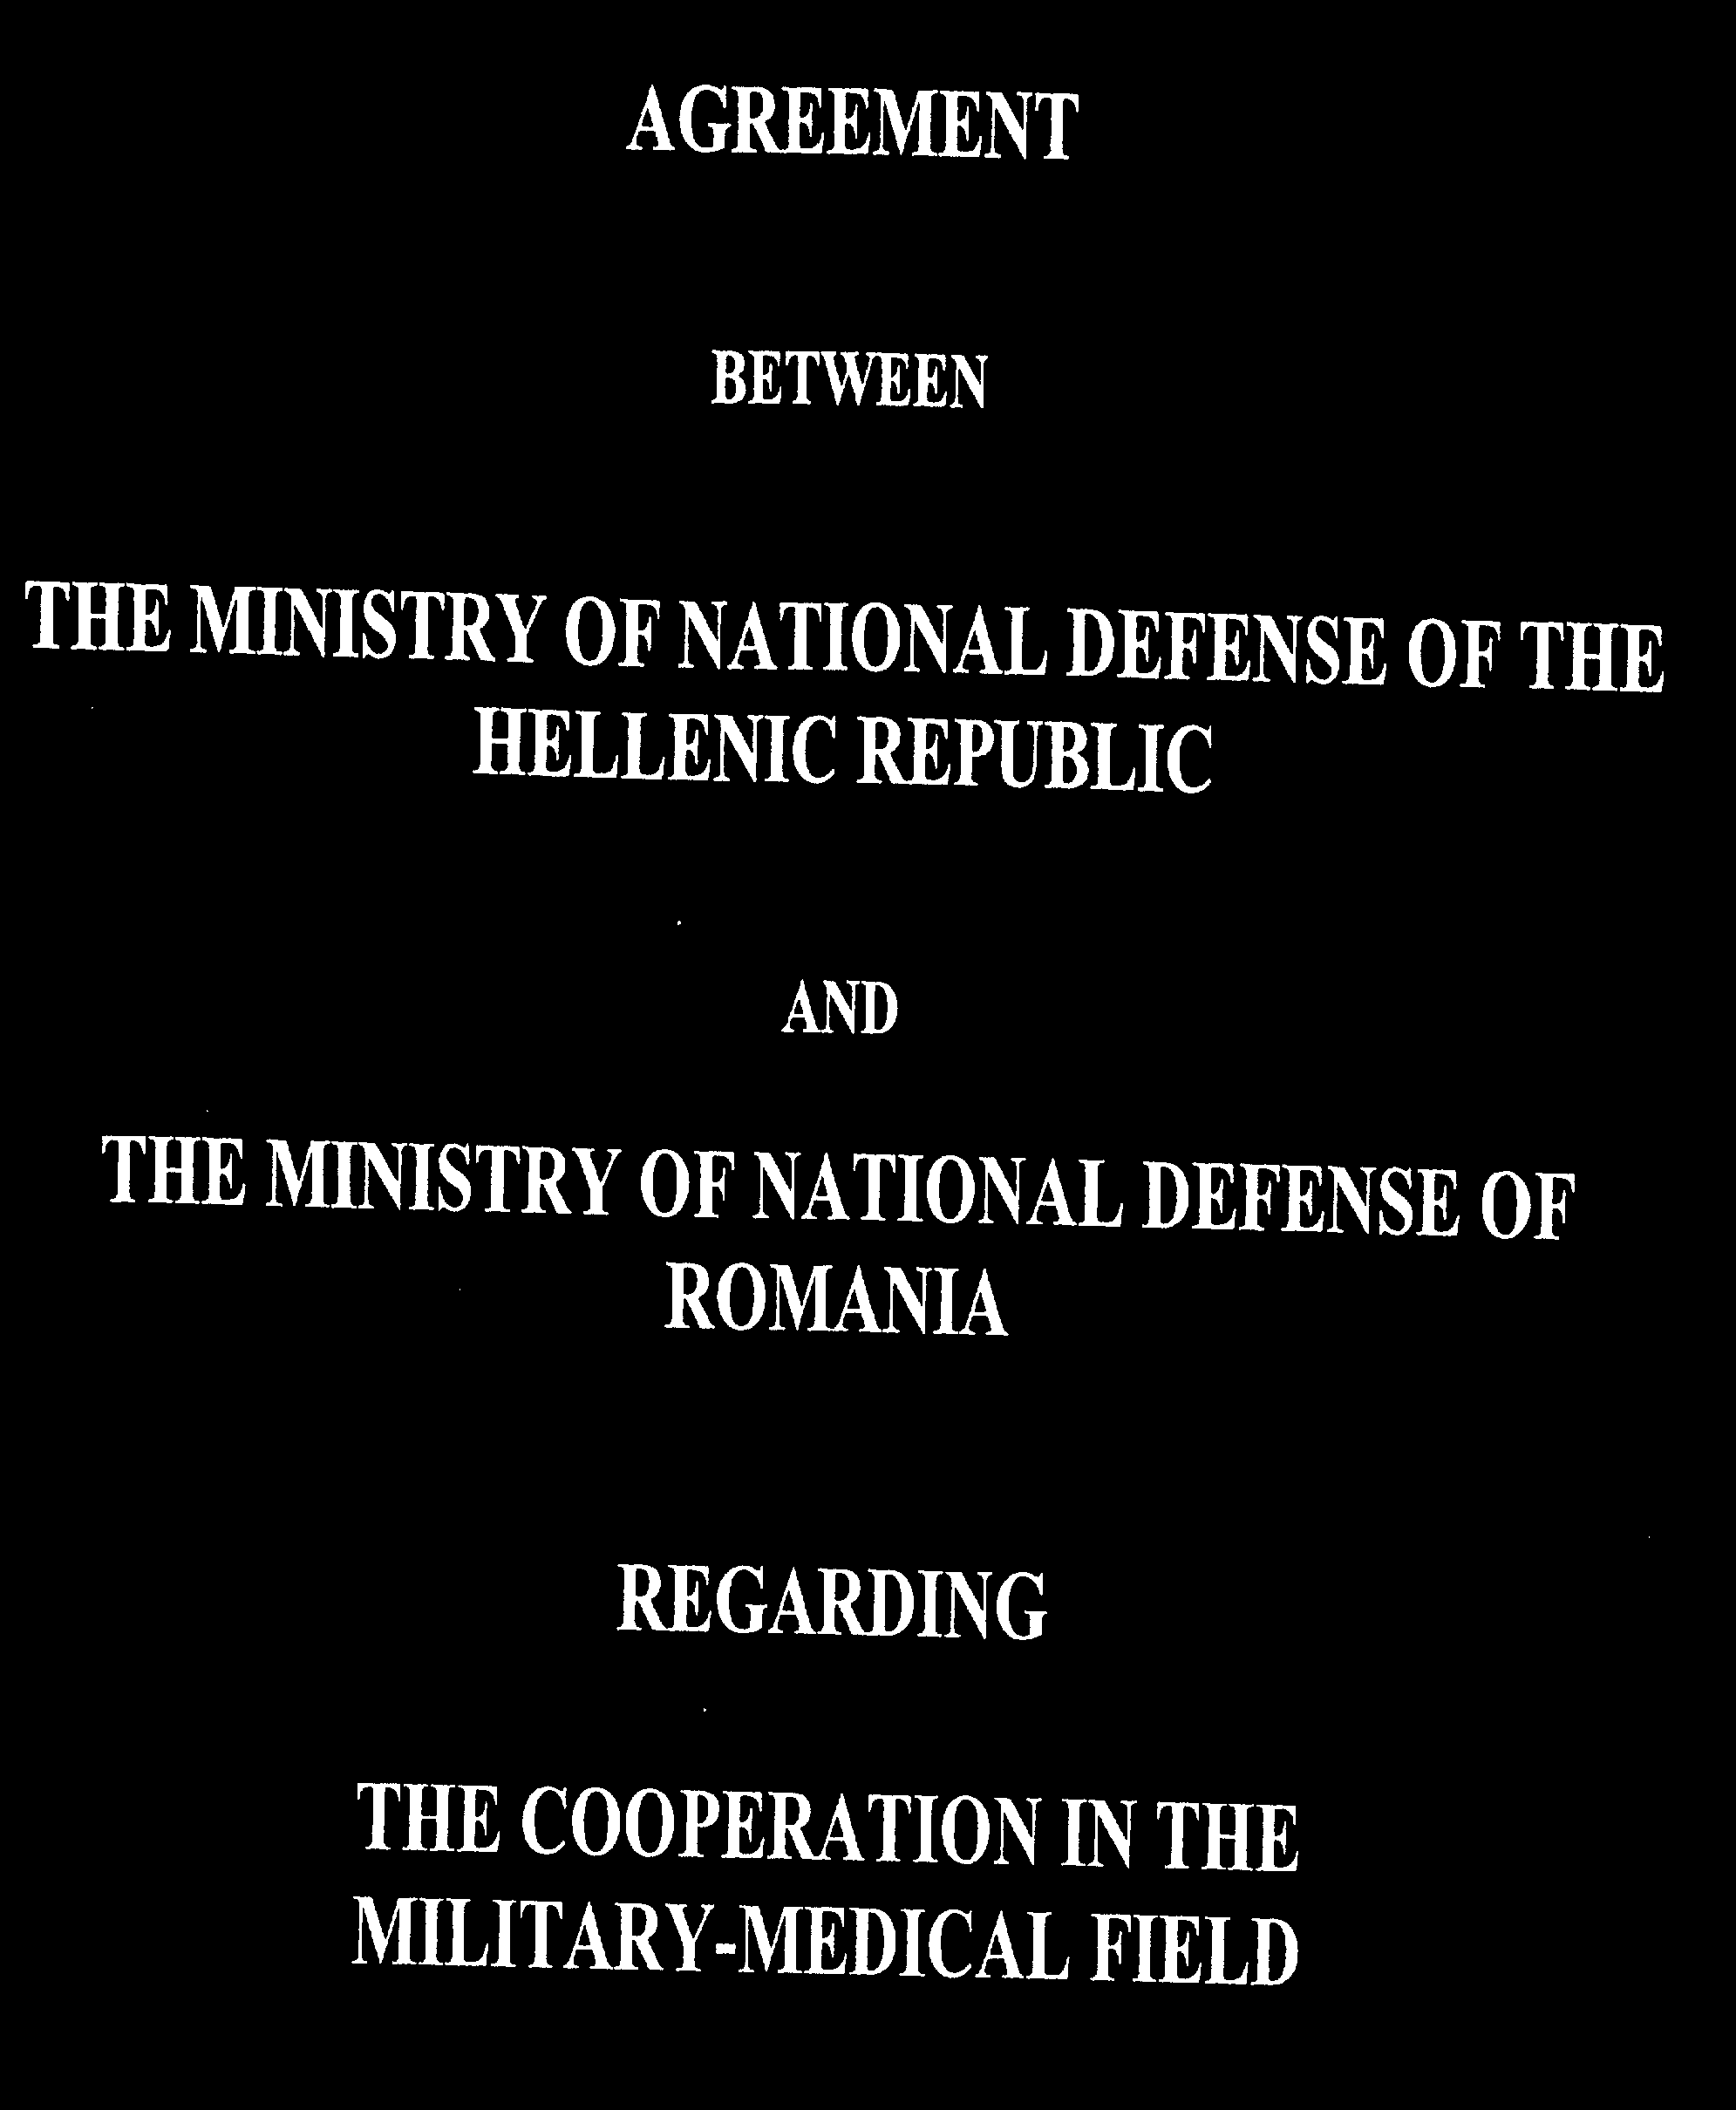 AGREEMENT
BETWEEN
THE MINISTRY OF NATIONAL DEFENSE OF THE
HELLENIC REPUBLIC
AND
THE MINISTRY OF NATIONAL DEFENSE OF
ROMANIA
REGARDING
THE COOPERATION IN THE
MILITARY-MEDICAL FIELD